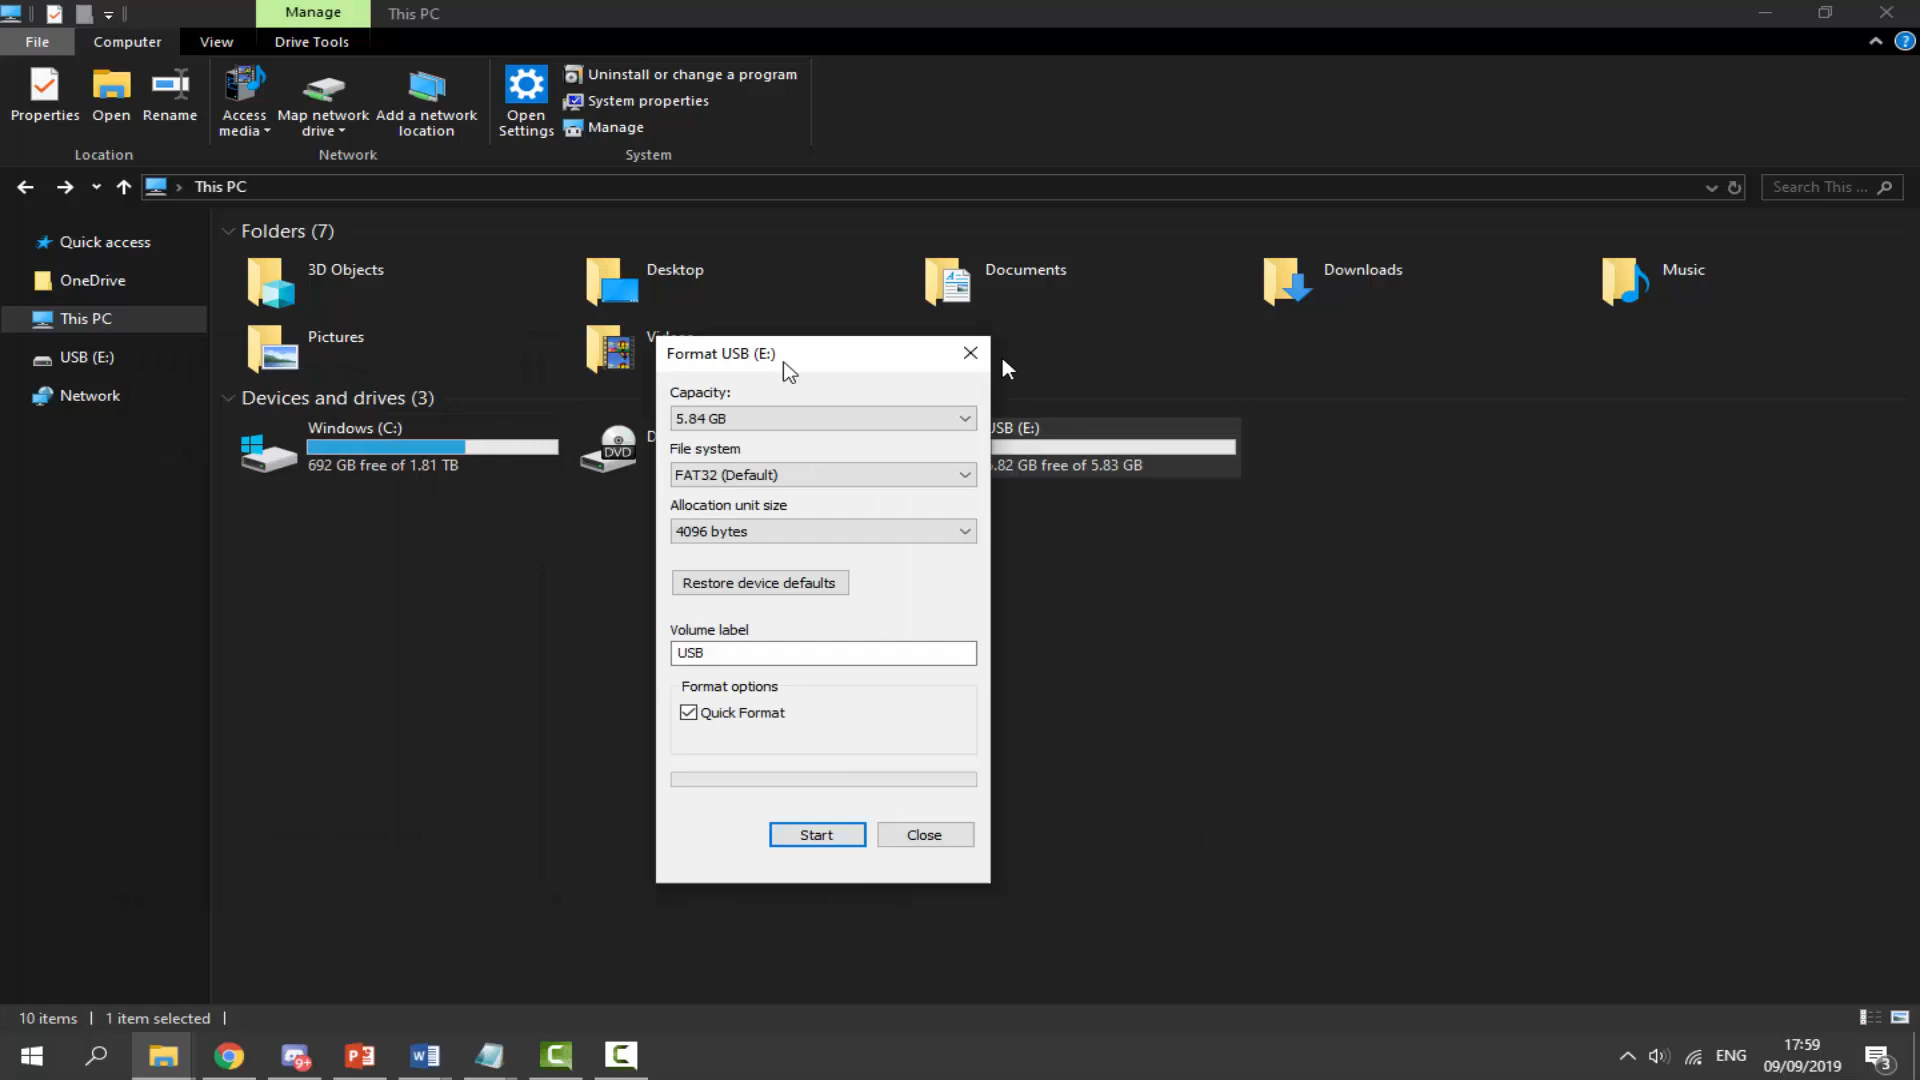 Manage
This PC
File
Computer
View
Drive Tools
Properties
Open
Rename
Access media
Map network drive
Add a network location
Open Settings
Uninstall or change a program
System properties
Manage
Location
Network
System
This PC
Search This ...
Quick access
OneDrive
This PC
USB (E:)
Network
Folders (7)
3D Objects
Desktop
Documents
Downloads
Music
Pictures
Devices and drives (3)
Windows (C:)
692 GB free of 1.81 TB
DVD
USB (E:)
.82 GB free of 5.83 GB
Format USB (E:)
Capacity:
5.84 GB
File system
FAT32 (Default)
Allocation unit size
4096 bytes
Restore device defaults
Volume label
USB
Format options
Quick Format
Start
Close
10 items
1 item selected
9+
ENG
17:59
09/09/2019
3